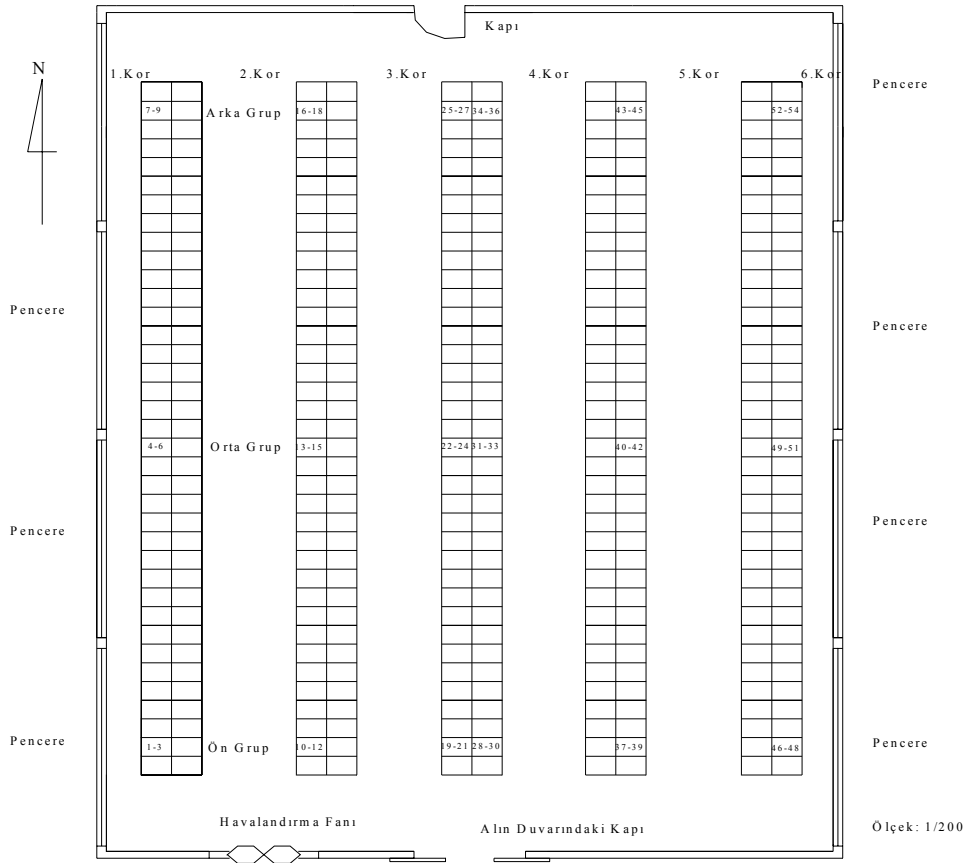 Kapı
1.Kor 2.Kor 3.Kor 4.Kor 5.Kor 6.Kor Pencere
N
7-9 Arka Grup 16-18 25-27 34-36 43-45 52-54
Pencere
Pencere
4-6 Orta Grup 13-15 22-24 31-33 40-42 49-51
Pencere
Pencere
Pencere
1-3 Ön Grup 10-12 19-21 28-30 37-39 46-48 Pencere
Havalandırma Fanı Alın Duvarındaki Kapı Ölçek: 1/200